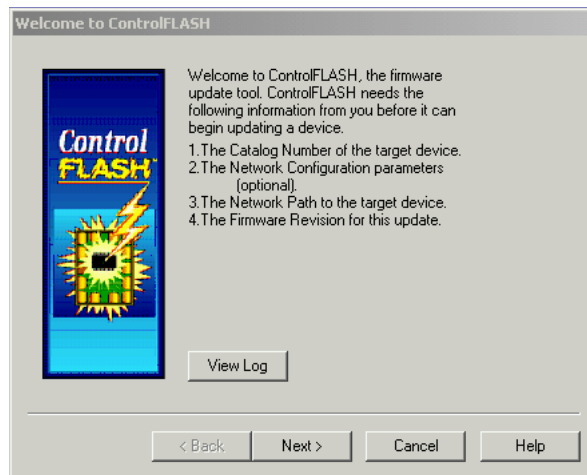 Welcome to ControlFLASH
Welcome to ControlFLASH, the firmware
update tool. ControlFLASH needs the
following information from you before it can
begin updating a device.
1.The Catalog Number of the target device.
2.The Network Configuration parameters
(optional).
3.The Network Path to the target device.
4.The Firmware Revision for this update.
Control
FLASH
View Log
< Back
Next >
Cancel
Help